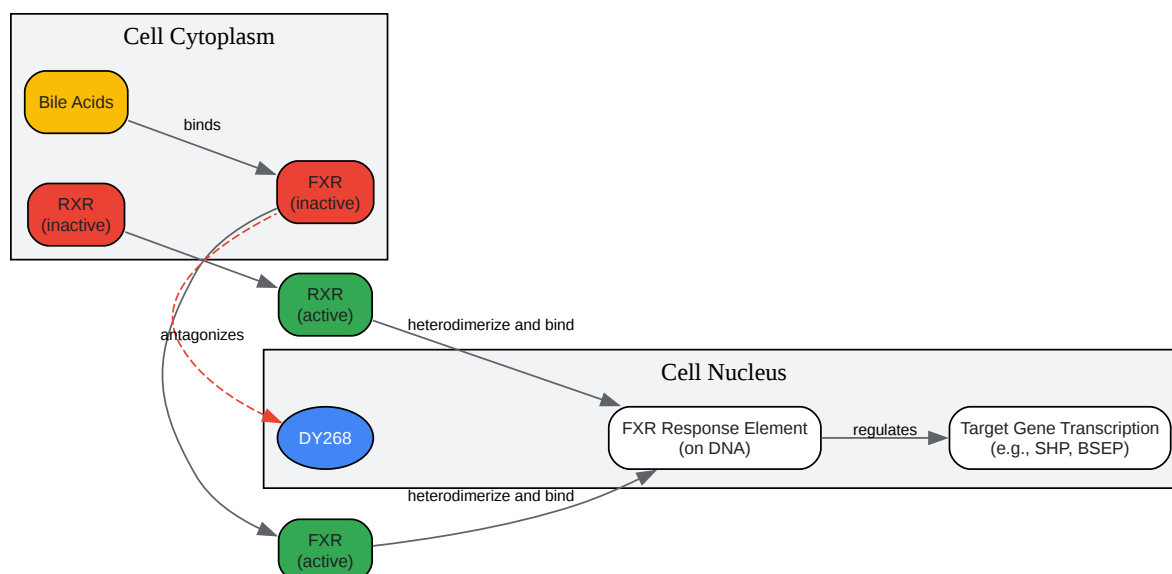 Cell Cytoplasm
Bile Acids
binds
FXR
(inactive)
RXR
(inactive)
RXR
(active)
antagonizes
heterodimerize and bind
Cell Nucleus
DY268
FXR Response Element
(on DNA)
regulates
Target Gene Transcription
(e.g., SHP, BSEP)
heterodimerize and bind
FXR
(active)